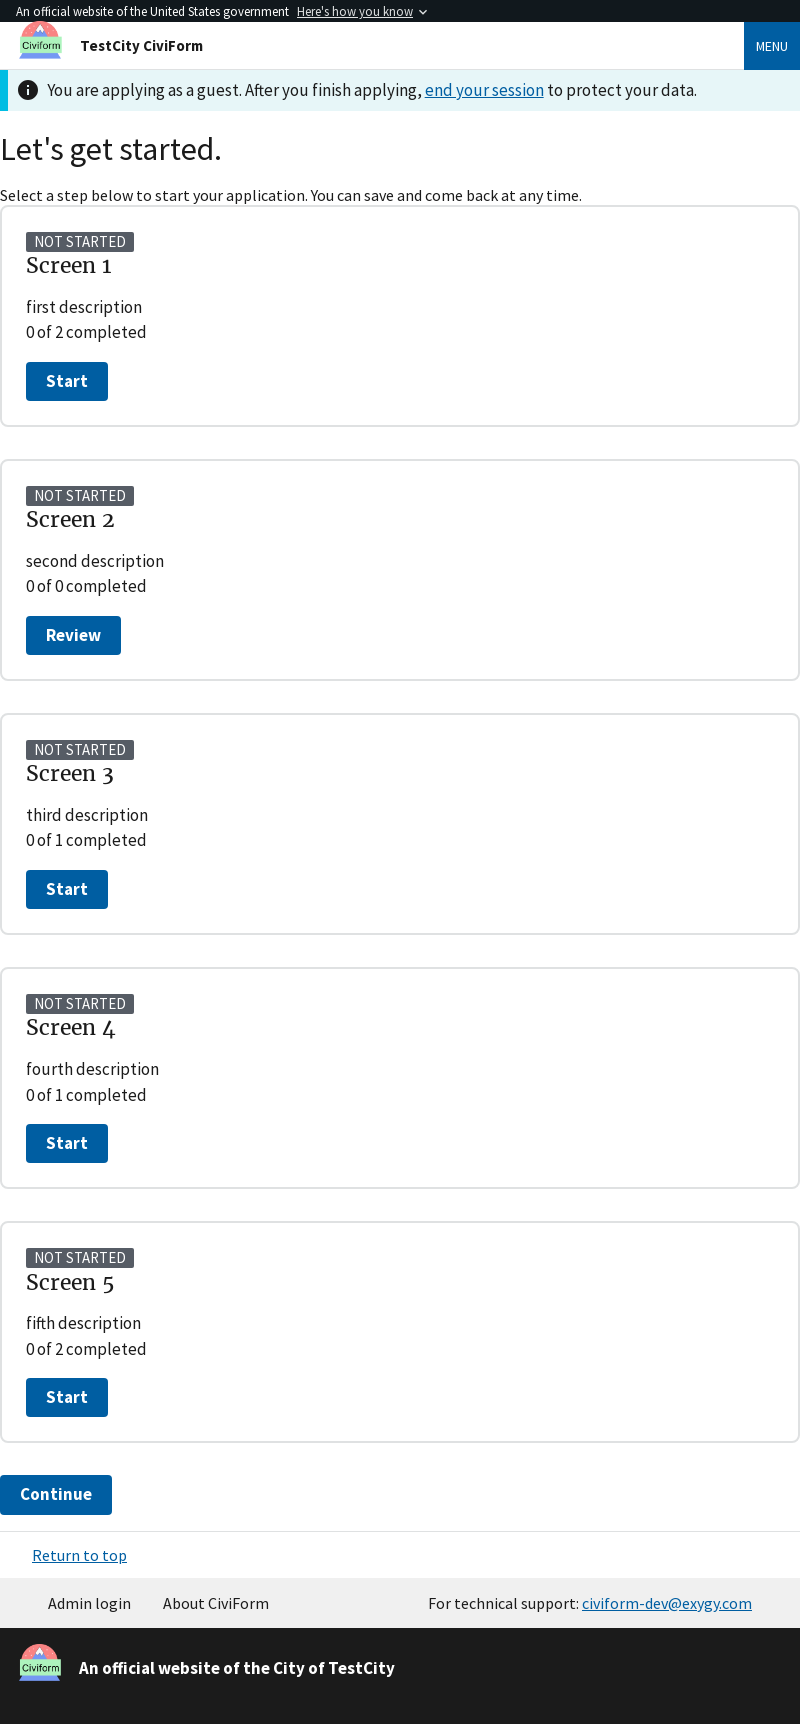 An official website of the United States government Here's how you know
Civiform
TestCity CiviForm
MENU
You are applying as a guest. After you finish applying, end your session to protect your data.
Let's get started.
Select a step below to start your application. You can save and come back at any time.
NOT STARTED
Screen 1
first description
0 of 2 completed
Start
NOT STARTED
Screen 2
second description
0 of 0 completed
Review
NOT STARTED
Screen 3
third description
0 of 1 completed
Start
NOT STARTED
Screen 4
fourth description
0 of 1 completed
Start
NOT STARTED
Screen 5
fifth description
0 of 2 completed
Start
Continue
Return to top
Admin login About CiviForm For technical support: civiform-dev@exygy.com
Civiform
An official website of the City of TestCity